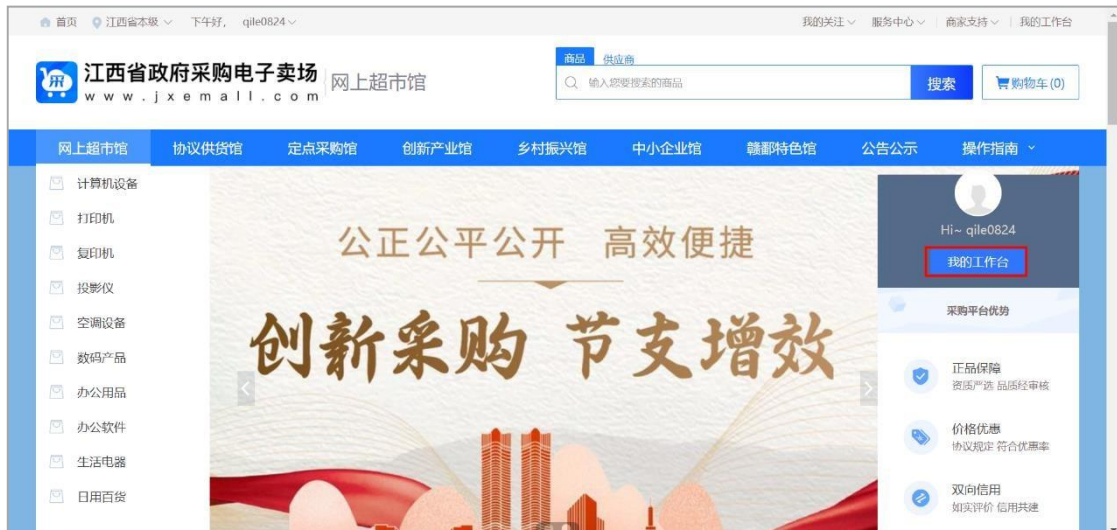 首页 江西省本级 下午好, qile0824 我的关注 服务中心 商家支持 我的工作台
商品 供应商
江西省政府采购电子卖场 网上超市馆
www.jxemall.com
输入您要搜索的商品 搜索 购物车(0)
网上超市馆 协议供货馆 定点采购馆 创新产业馆 乡村振兴馆 中小企业馆 赣鄱特色馆 公告公示 操作指南
计算机设备
打印机
复印机
投影仪
空调设备
数码产品
办公用品
办公软件
生活电器
日用百货
公正公平公开 高效便捷
创新采购 节支增效
Hi~ qile0824
我的工作台
采购平台优势
正品保障
资质严选 品质经审核
价格优惠
协议规定 符合优惠率
双向信用
如实评价 信用共建